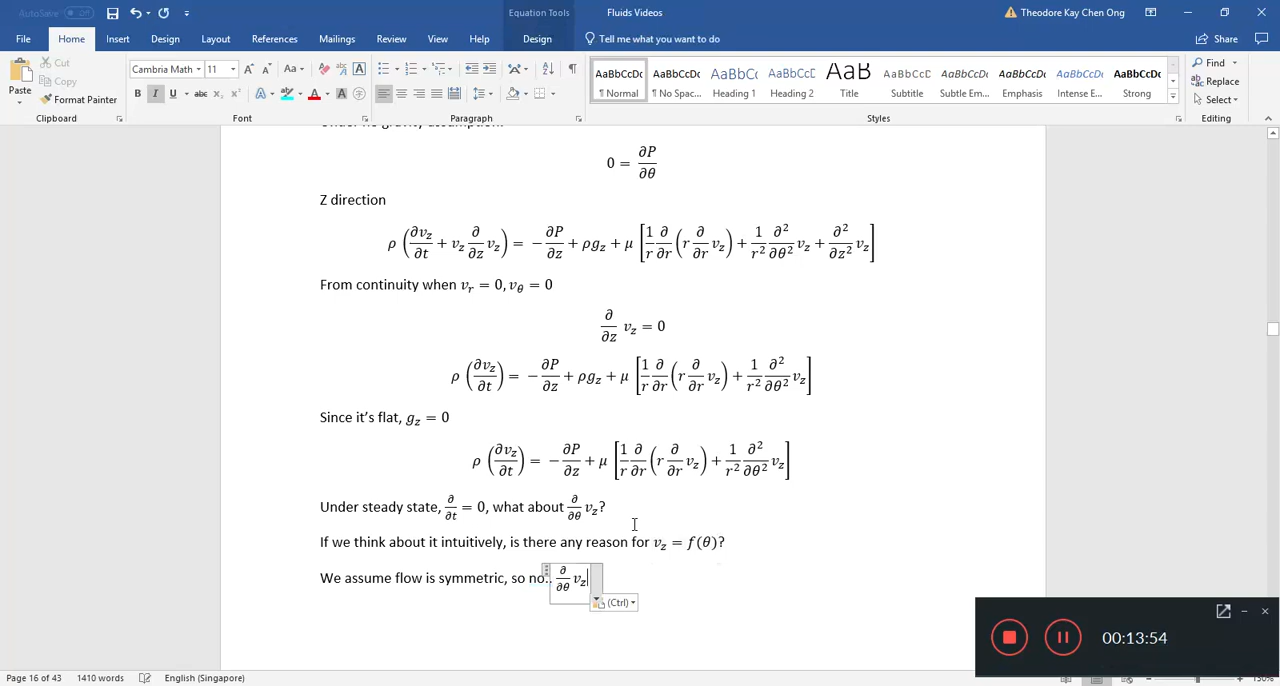 AutoSave Off Equation Tools Fluids Videos Theodore Kay Chen Ong
File Home Insert Design Layout References Mailings Review View Help Design Tell me what you want to do Share
Paste Cut Copy Format Painter Clipboard
Cambria Math 11 Font
Paragraph
AaBbCcDc AaBbCcDc AaBbCc AaBbCc AaB AaBbCcD AaBbCcDc AaBbCcDc AaBbCcDc AaBbCcDc
¶ Normal ¶ No Spac... Heading 1 Heading 2 Title Subtitle Subtle Em... Emphasis Intense E... Strong
Styles
Find Replace Select Editing
0 = ∂P/∂θ
Z direction
ρ (∂v_z/∂t + v_z ∂/∂z v_z) = − ∂P/∂z + ρg_z + μ [1/r ∂/∂r (r ∂/∂r v_z) + 1/r² ∂²/∂θ² v_z + ∂²/∂z² v_z]
From continuity when v_r = 0, v_θ = 0
∂/∂z v_z = 0
ρ (∂v_z/∂t) = − ∂P/∂z + ρg_z + μ [1/r ∂/∂r (r ∂/∂r v_z) + 1/r² ∂²/∂θ² v_z]
Since it's flat, g_z = 0
ρ (∂v_z/∂t) = − ∂P/∂z + μ [1/r ∂/∂r (r ∂/∂r v_z) + 1/r² ∂²/∂θ² v_z]
Under steady state, ∂/∂t = 0, what about ∂/∂θ v_z?
If we think about it intuitively, is there any reason for v_z = f(θ)?
We assume flow is symmetric, so no.. ∂/∂θ v_z
(Ctrl)
00:13:54
Page 16 of 43 1410 words English (Singapore) 130%